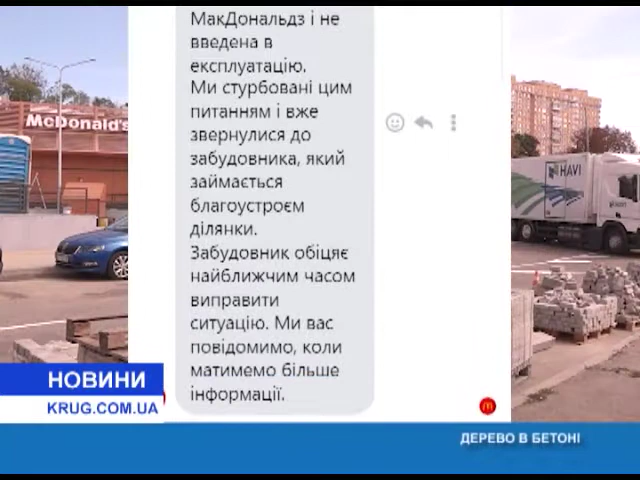 МакДональдз і не
введена в
експлуатацію.
Ми стурбовані цим
питанням і вже
звернулися до
забудовника, який
займається
благоустроєм
ділянки.
Забудовник обіцяє
найближчим часом
виправити
ситуацію. Ми вас
повідомимо, коли
матимемо більше
інформації.
McDonald's
HAVI
НОВИНИ
KRUG.COM.UA
ДЕРЕВО В БЕТОНІ